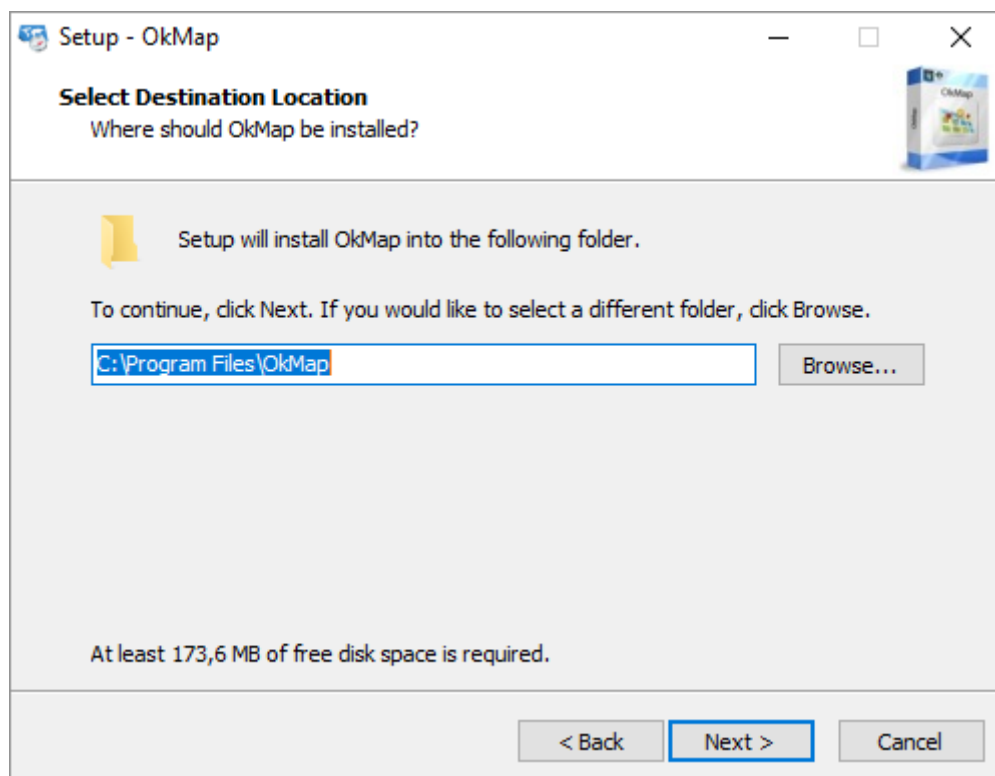 Setup - OkMap
Select Destination Location
Where should OkMap be installed?
OkMap
OkMap
Setup will install OkMap into the following folder.
To continue, click Next. If you would like to select a different folder, click Browse.
C:\Program Files\OkMap
Browse...
At least 173,6 MB of free disk space is required.
< Back
Next >
Cancel